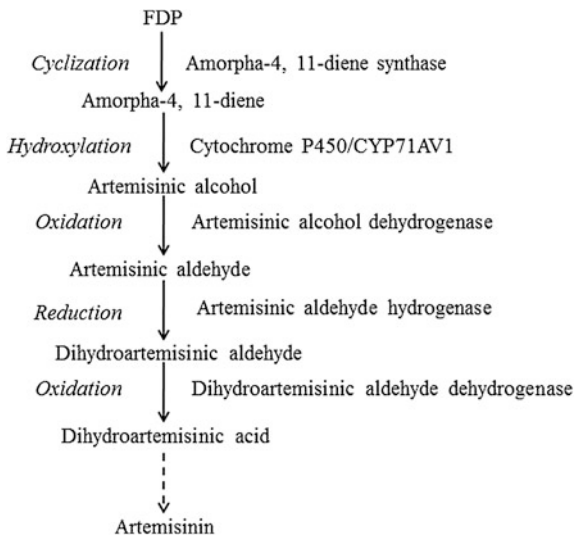 FDP
Cyclization Amorpha-4, 11-diene synthase
Amorpha-4, 11-diene
Hydroxylation Cytochrome P450/CYP71AV1
Artemisinic alcohol
Oxidation Artemisinic alcohol dehydrogenase
Artemisinic aldehyde
Reduction Artemisinic aldehyde hydrogenase
Dihydroartemisinic aldehyde
Oxidation Dihydroartemisinic aldehyde dehydrogenase
Dihydroartemisinic acid
Artemisinin